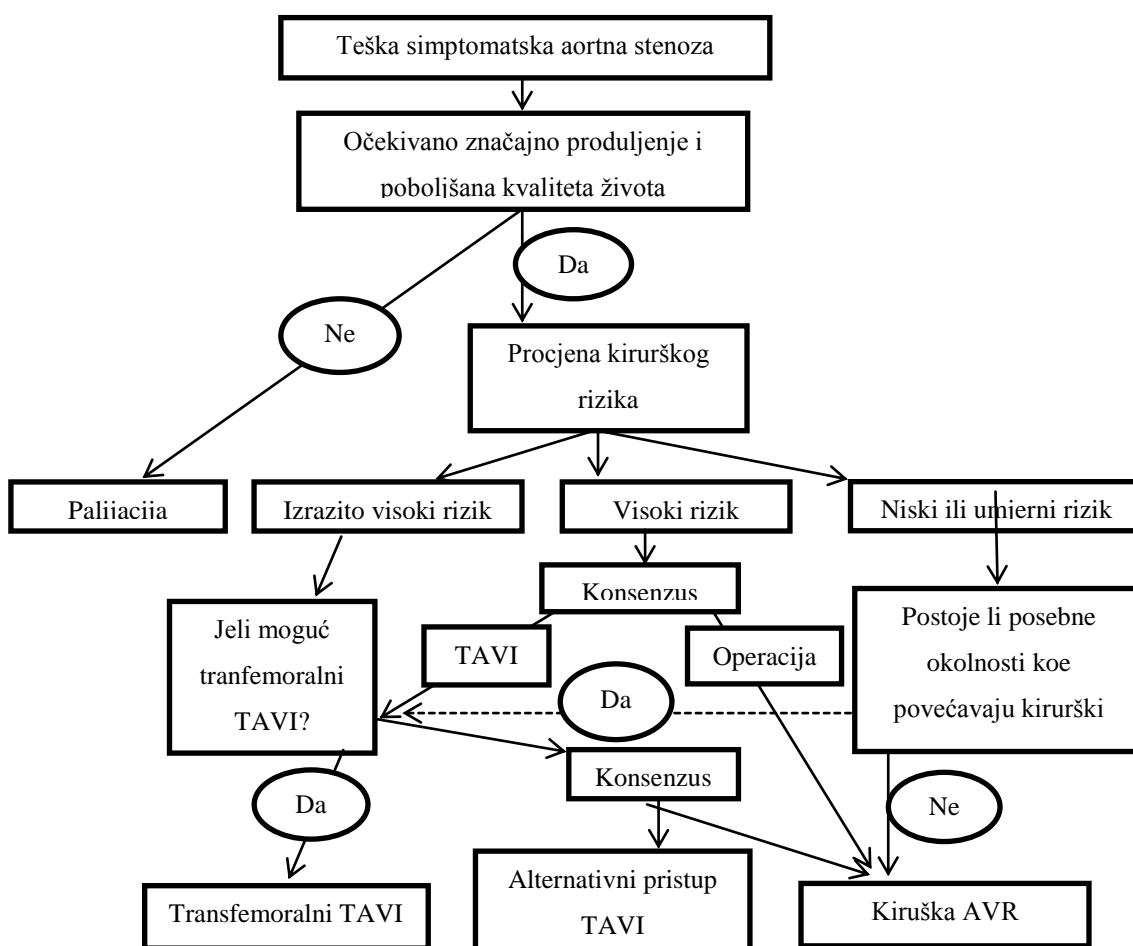 Teška simptomatska aortna stenoza
Očekivano značajno produljenje i
poboljšana kvaliteta života
Da
Ne
Procjena kirurškog
rizika
Palijacija
Izrazito visoki rizik
Visoki rizik
Niski ili umjerni rizik
Konsenzus
Jeli moguć
tranfemoralni
TAVI?
Postoje li posebne
okolnosti koe
povećavaju kirurški
TAVI
Operacija
Da
Konsenzus
Da
Ne
Transfemoralni TAVI
Alternativni pristup
TAVI
Kiruška AVR